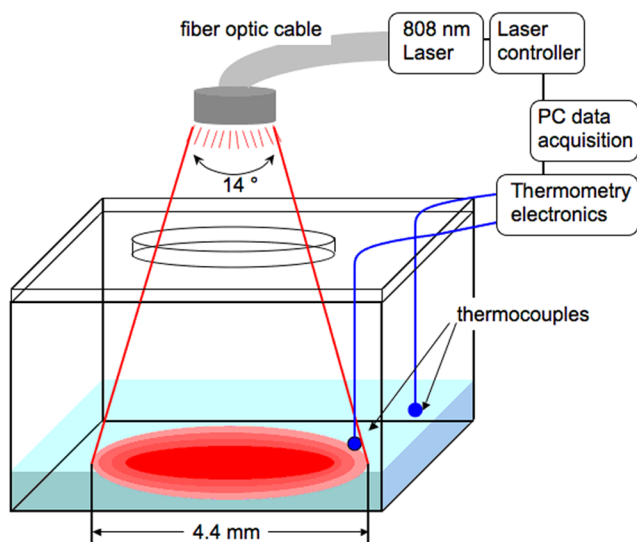 fiber optic cable
808 nm
Laser
Laser
controller
PC data
acquisition
14 °
Thermometry
electronics
thermocouples
4.4 mm